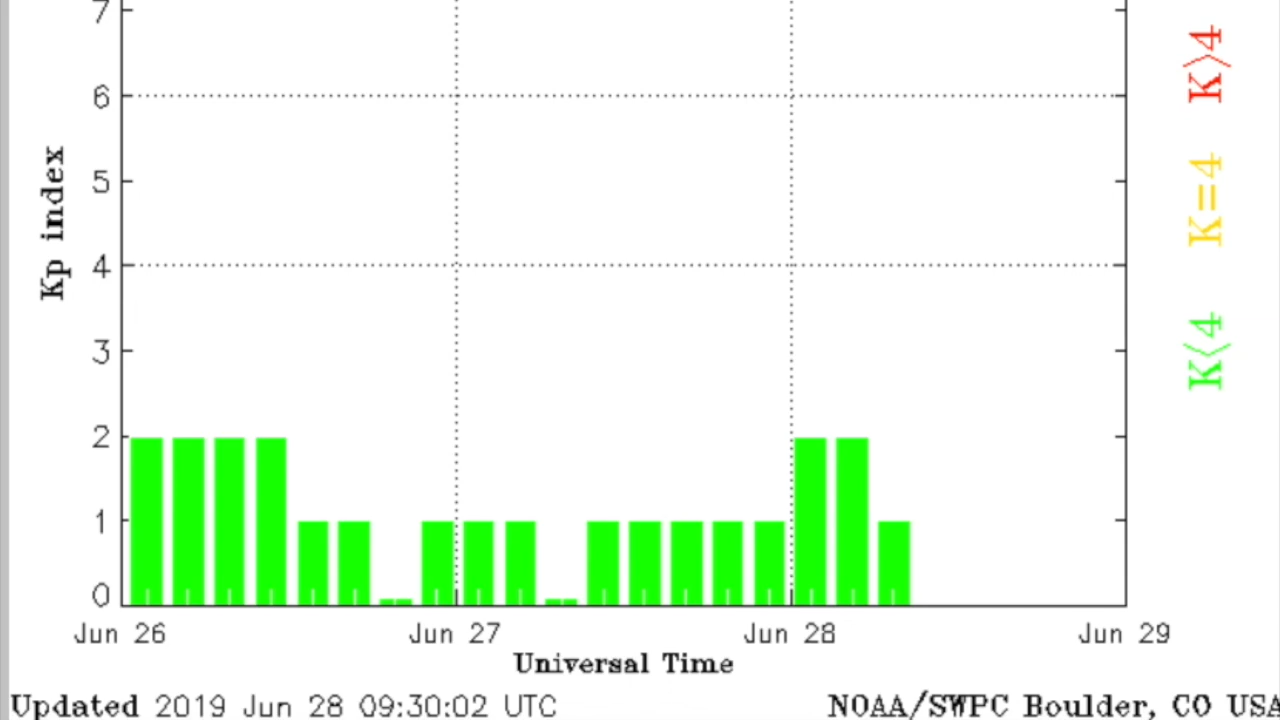 7
6
5
4
3
2
1
0
Kp index
K>4
K=4
K<4
Jun 26 Jun 27 Jun 28 Jun 29
Universal Time
Updated 2019 Jun 28 09:30:02 UTC NOAA/SWPC Boulder, CO USA